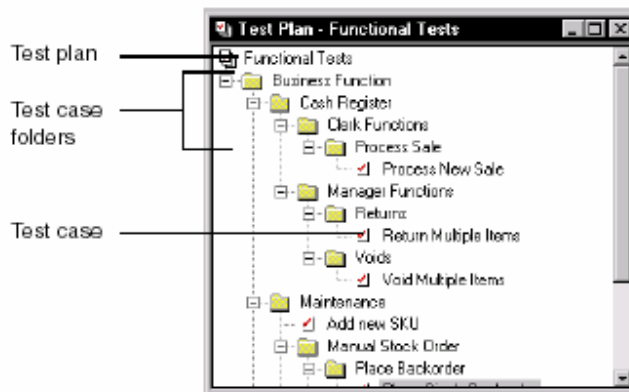 Test Plan - Functional Tests
Test plan
Functional Tests
Business Function
Test case
folders
Cash Register
Clerk Functions
Process Sale
Process New Sale
Manager Functions
Returns
Test case
Return Multiple Items
Voids
Void Multiple Items
Maintenance
Add new SKU
Manual Stock Order
Place Backorder